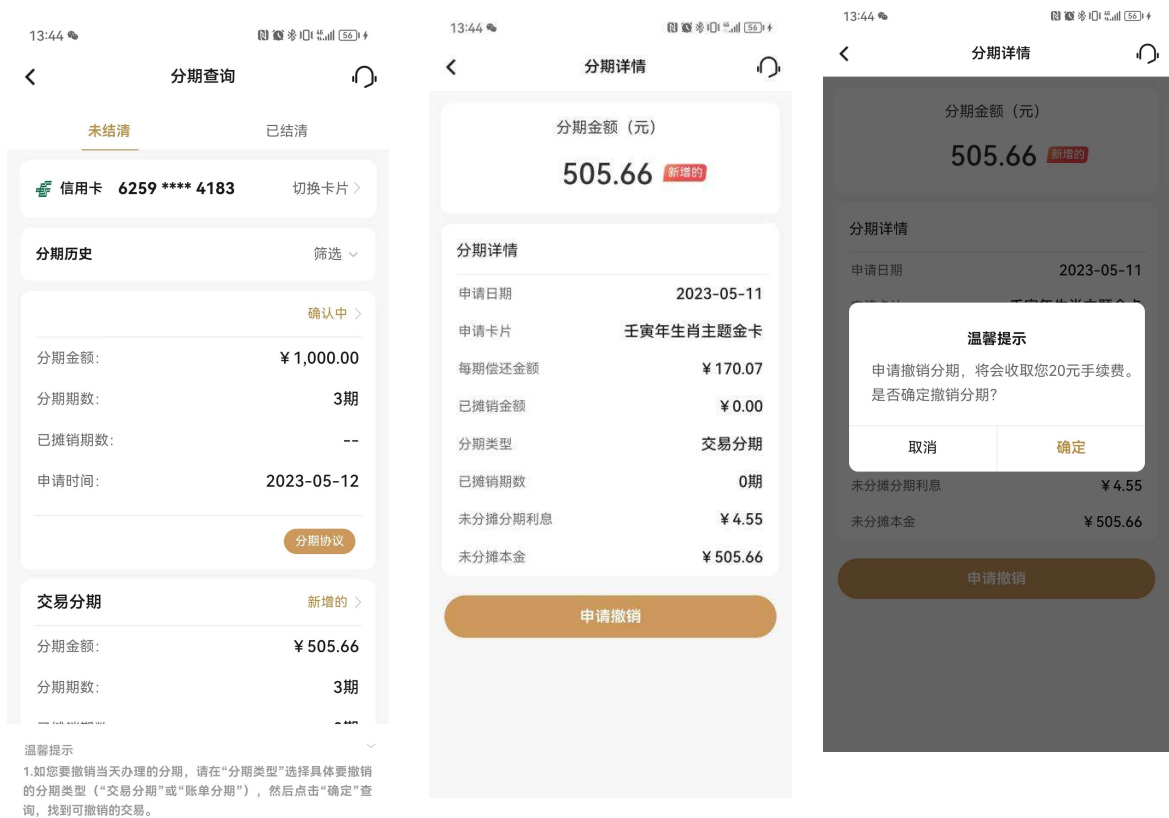 13:44
56
分期查询
未结清
已结清
信用卡 6259 **** 4183
切换卡片
分期历史
筛选
确认中
分期金额:
¥1,000.00
分期期数:
3期
已摊销期数:
--
申请时间:
2023-05-12
分期协议
交易分期
新增的
分期金额:
¥505.66
分期期数:
3期
温馨提示
1.如您要撤销当天办理的分期，请在“分期类型”选择具体要撤销
的分期类型（“交易分期”或“账单分期”），然后点击“确定”查
询，找到可撤销的交易。
13:44
56
分期详情
分期金额（元）
505.66 新增的
分期详情
申请日期
2023-05-11
申请卡片
壬寅年生肖主题金卡
每期偿还金额
¥170.07
已摊销金额
¥0.00
分期类型
交易分期
已摊销期数
0期
未分摊分期利息
¥4.55
未分摊本金
¥505.66
申请撤销
13:44
56
分期详情
分期金额（元）
505.66 新增的
分期详情
申请日期
2023-05-11
温馨提示
申请撤销分期，将会收取您20元手续费。
是否确定撤销分期？
取消
确定
未分摊分期利息
¥4.55
未分摊本金
¥505.66
申请撤销